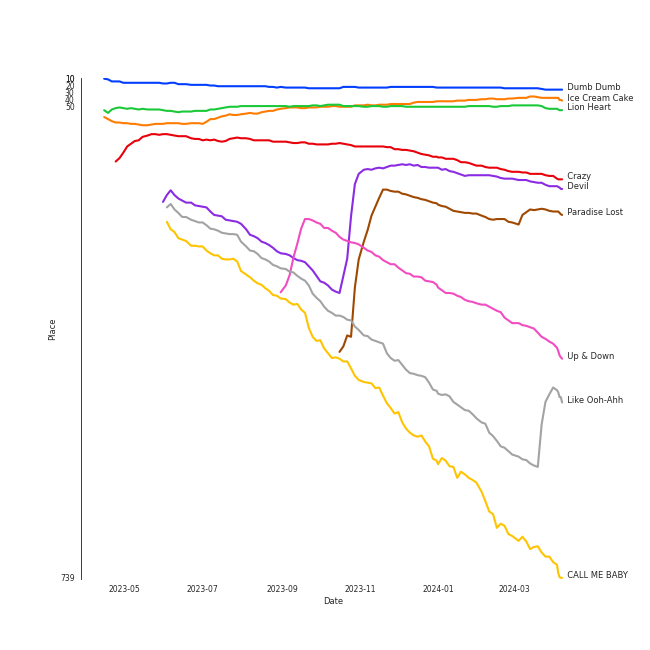 10
20
30
40
50
739
Place
2023-05
2023-07
2023-09
2023-11
2024-01
2024-03
Date
Dumb Dumb
Ice Cream Cake
Lion Heart
Crazy
Devil
Paradise Lost
Up & Down
Like Ooh-Ahh
CALL ME BABY